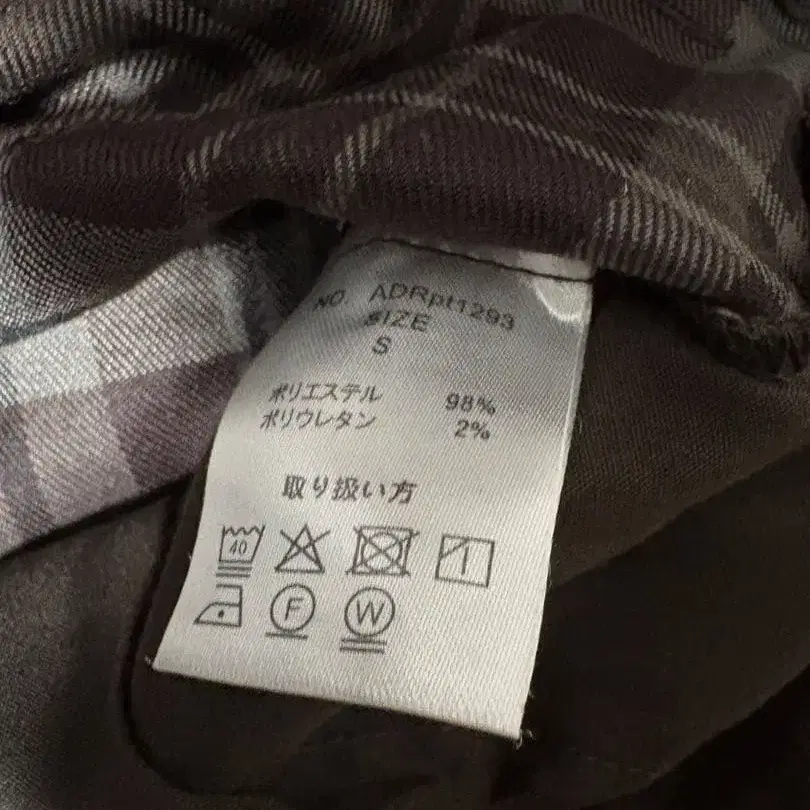 NO. ADRpt1293
SIZE
S
ポリエステル 98%
ポリウレタン 2%
取り扱い方
40
F W